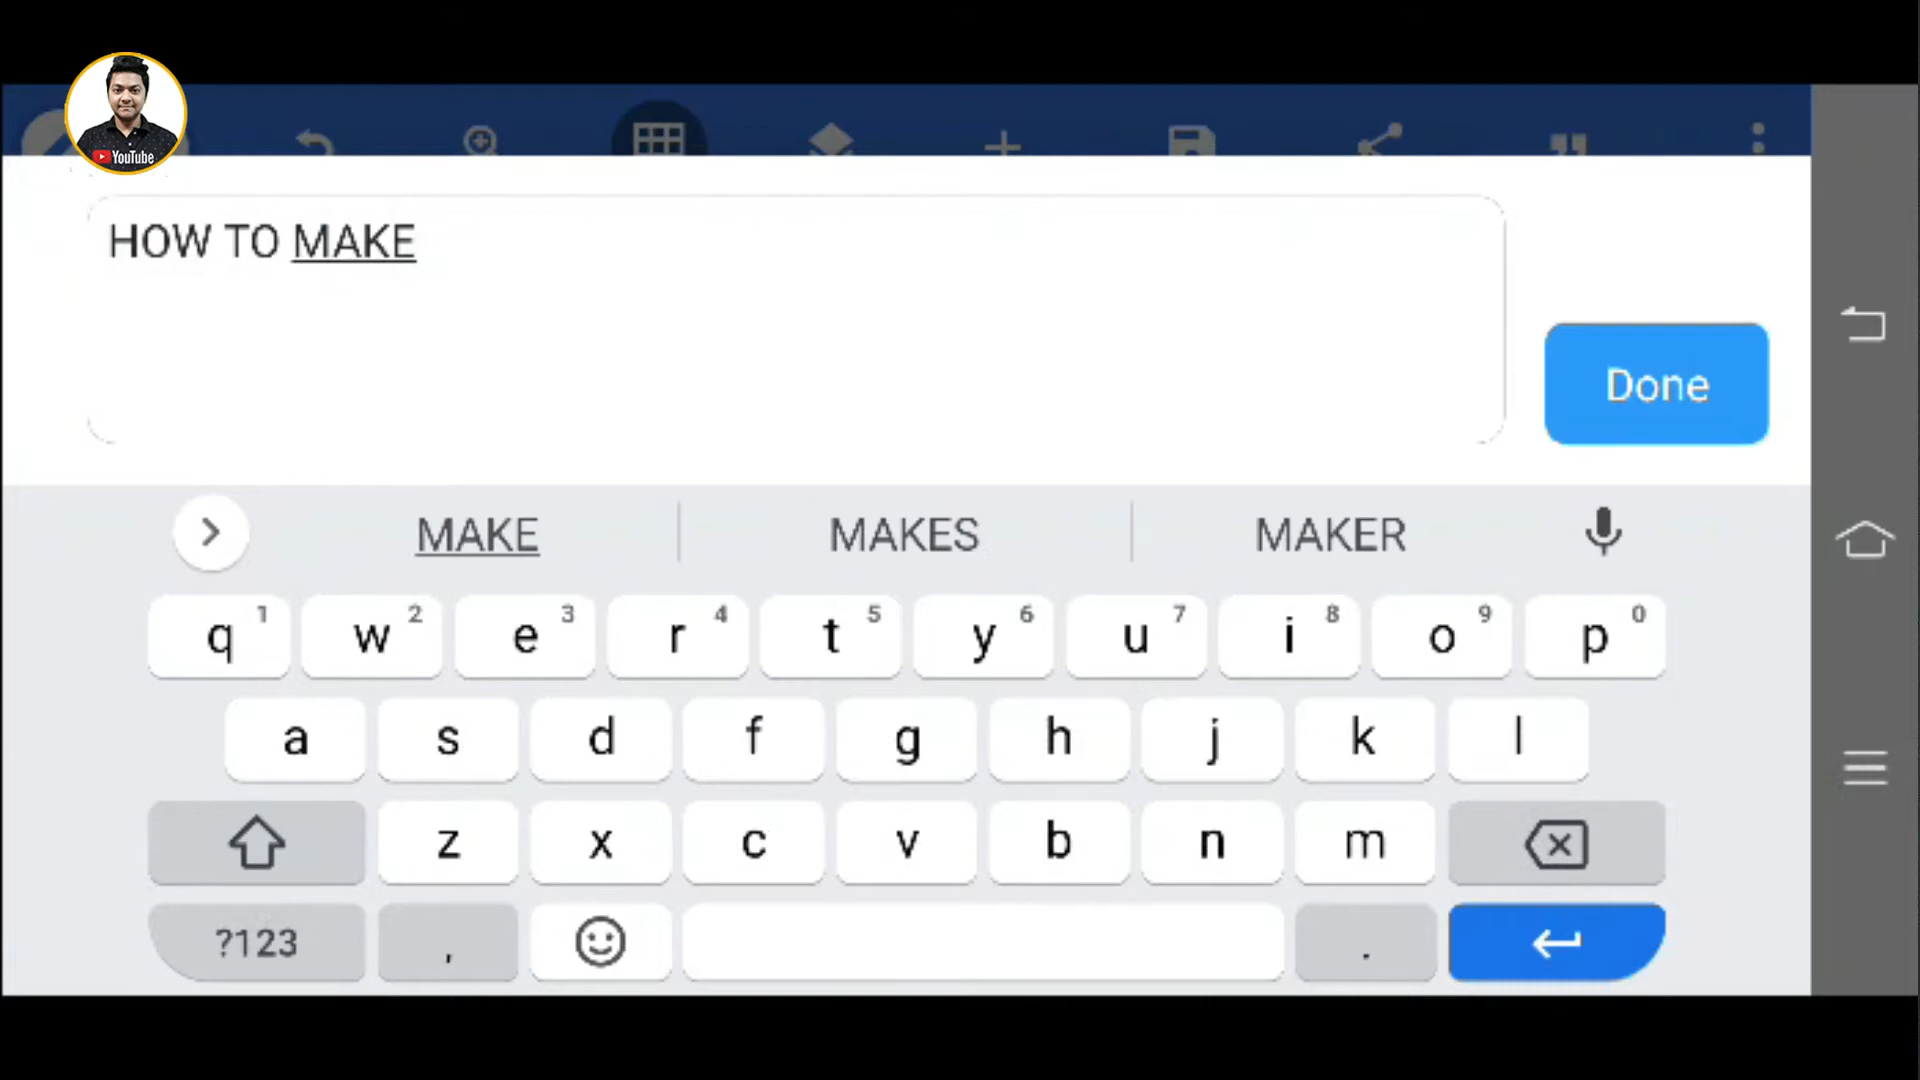 YouTube
HOW TO MAKE
Done
MAKE MAKES MAKER
q 1 w 2 e 3 r 4 t 5 y 6 u 7 i 8 o 9 p 0
a s d f g h j k l
z x c v b n m
?123 , .